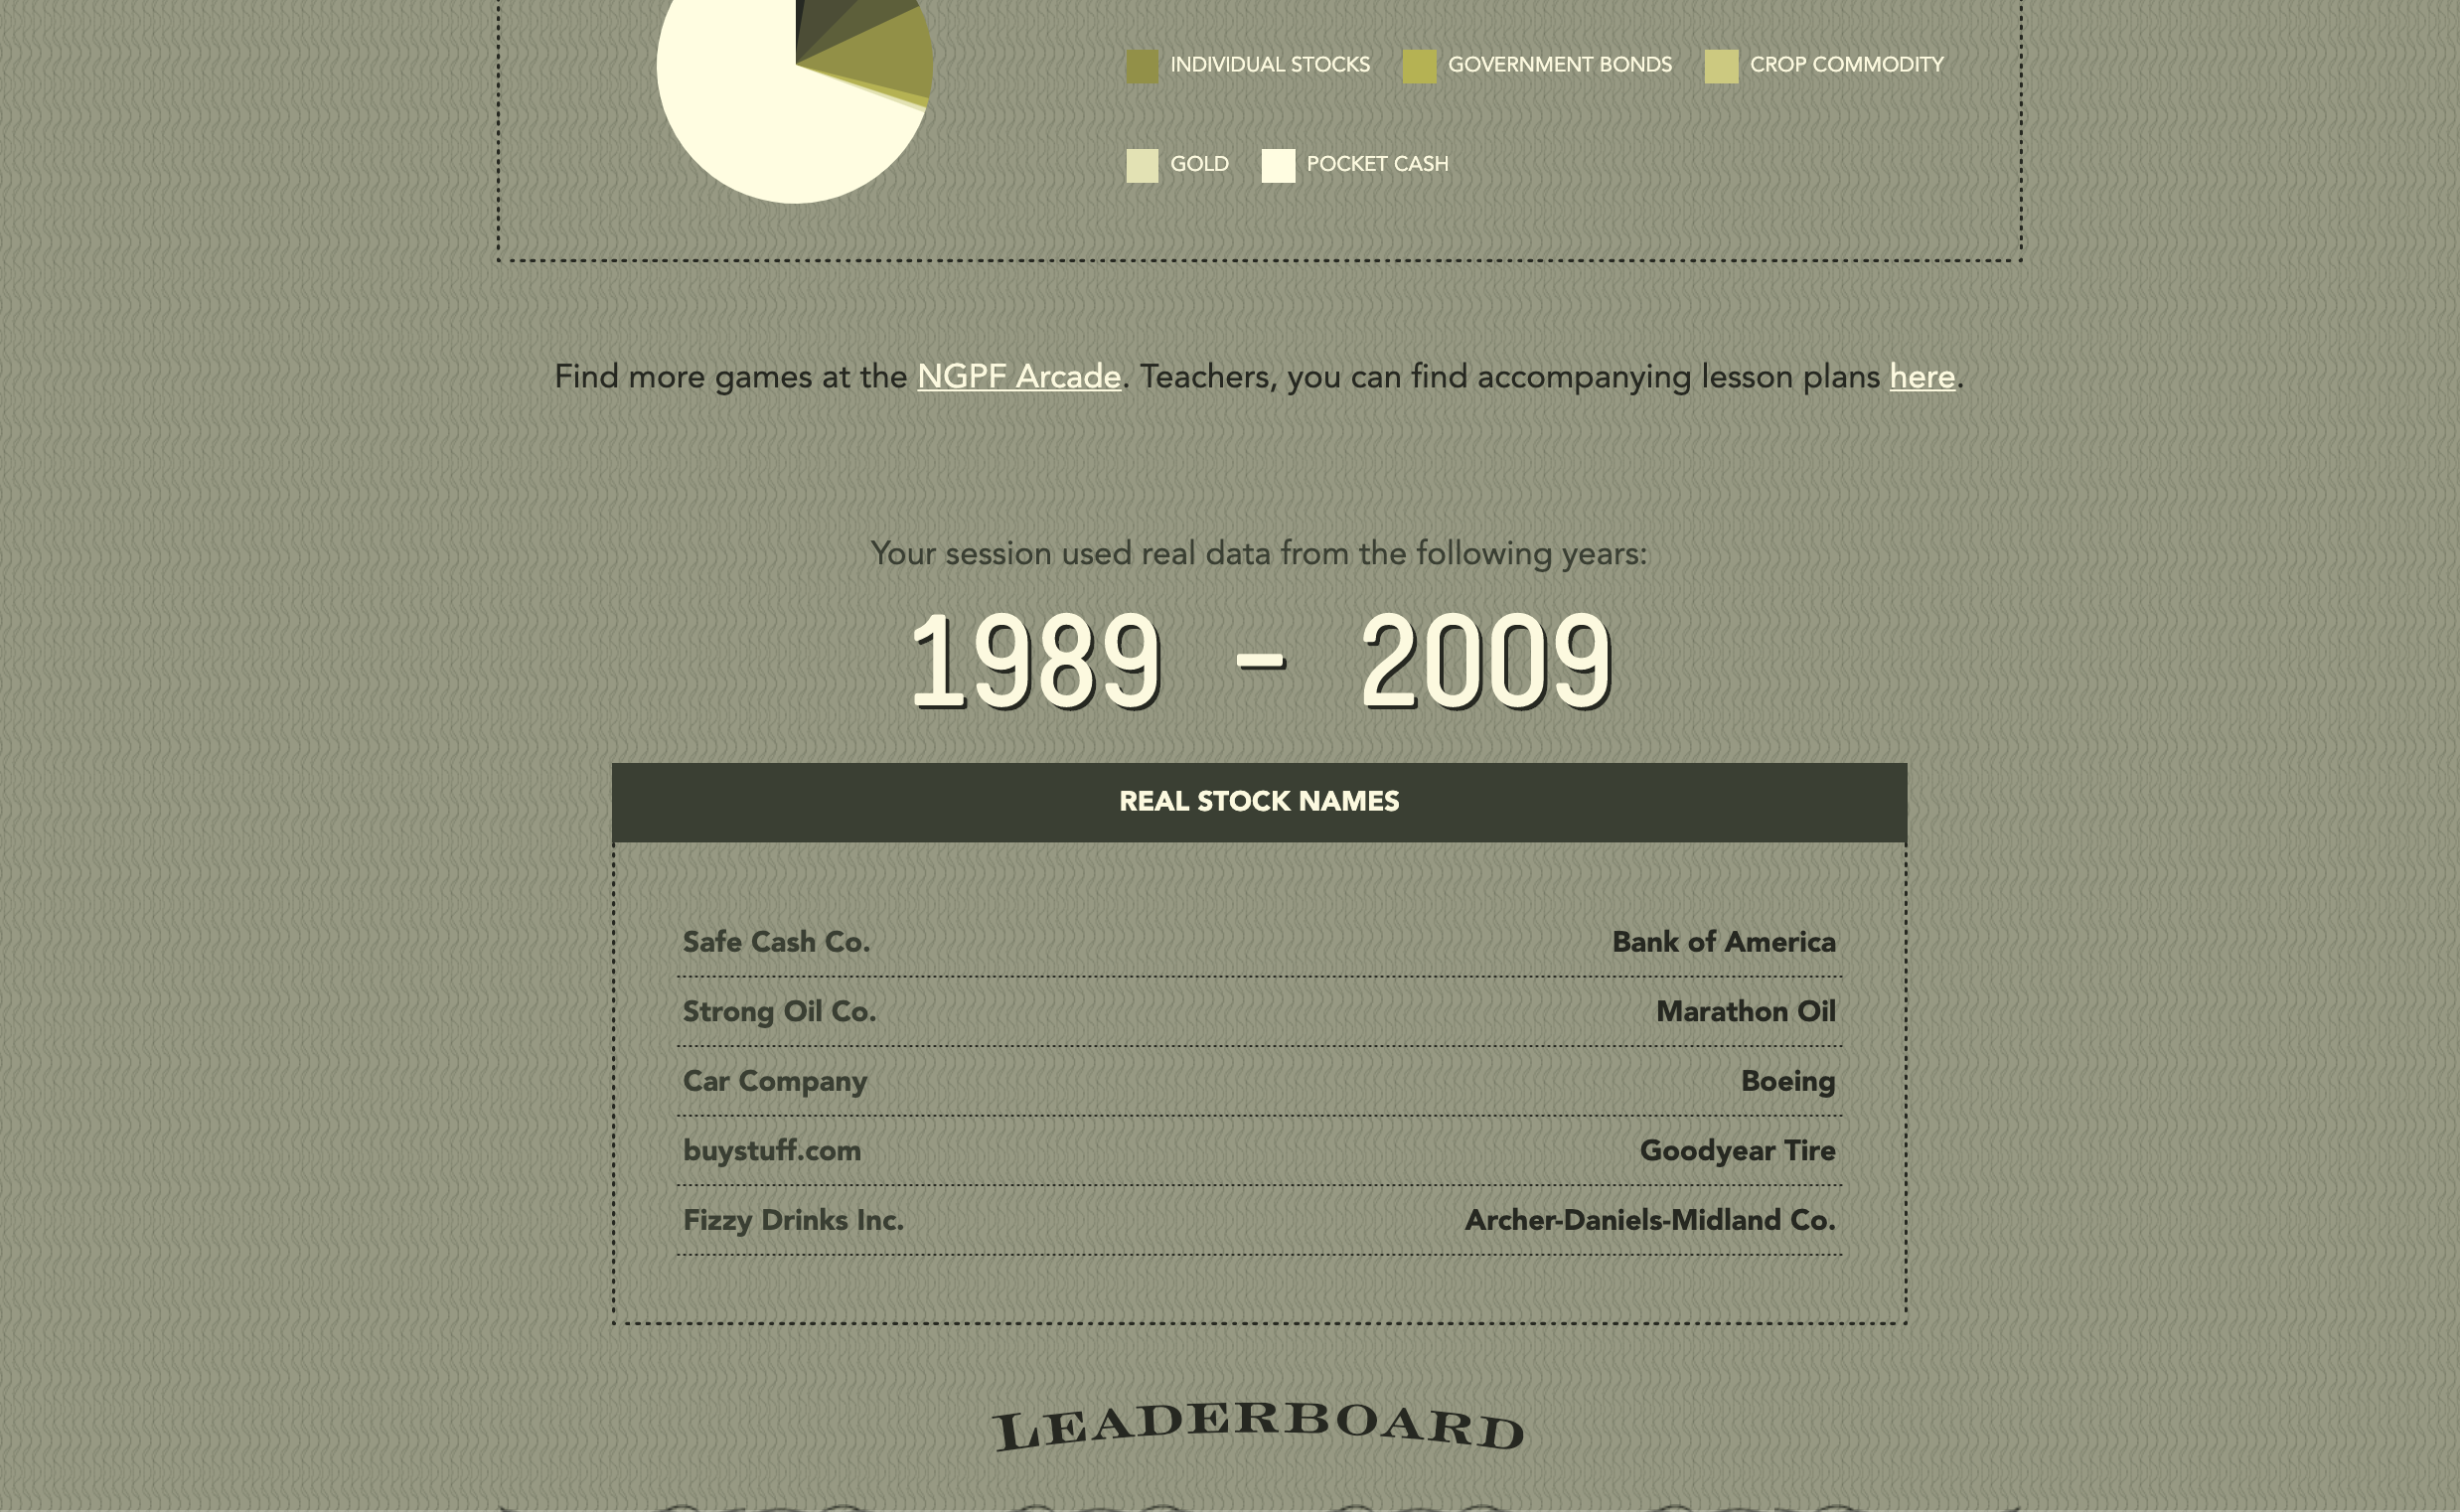 INDIVIDUAL STOCKS GOVERNMENT BONDS CROP COMMODITY
GOLD POCKET CASH
Find more games at the NGPF Arcade. Teachers, you can find accompanying lesson plans here.
Your session used real data from the following years:
1989 - 2009
REAL STOCK NAMES
Safe Cash Co. Bank of America
Strong Oil Co. Marathon Oil
Car Company Boeing
buystuff.com Goodyear Tire
Fizzy Drinks Inc. Archer-Daniels-Midland Co.
LEADERBOARD